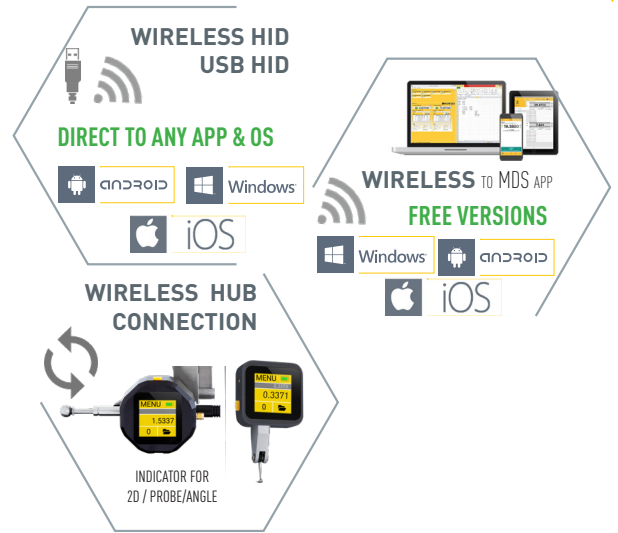 WIRELESS HID
USB HID
DIRECT TO ANY APP & OS
ANDROID
Windows
iOS
WIRELESS TO MDS APP
FREE VERSIONS
Windows
ANDROID
iOS
WIRELESS HUB
CONNECTION
MENU
1.5337
0
MENU
0.3371
0
INDICATOR FOR
2D / PROBE/ANGLE